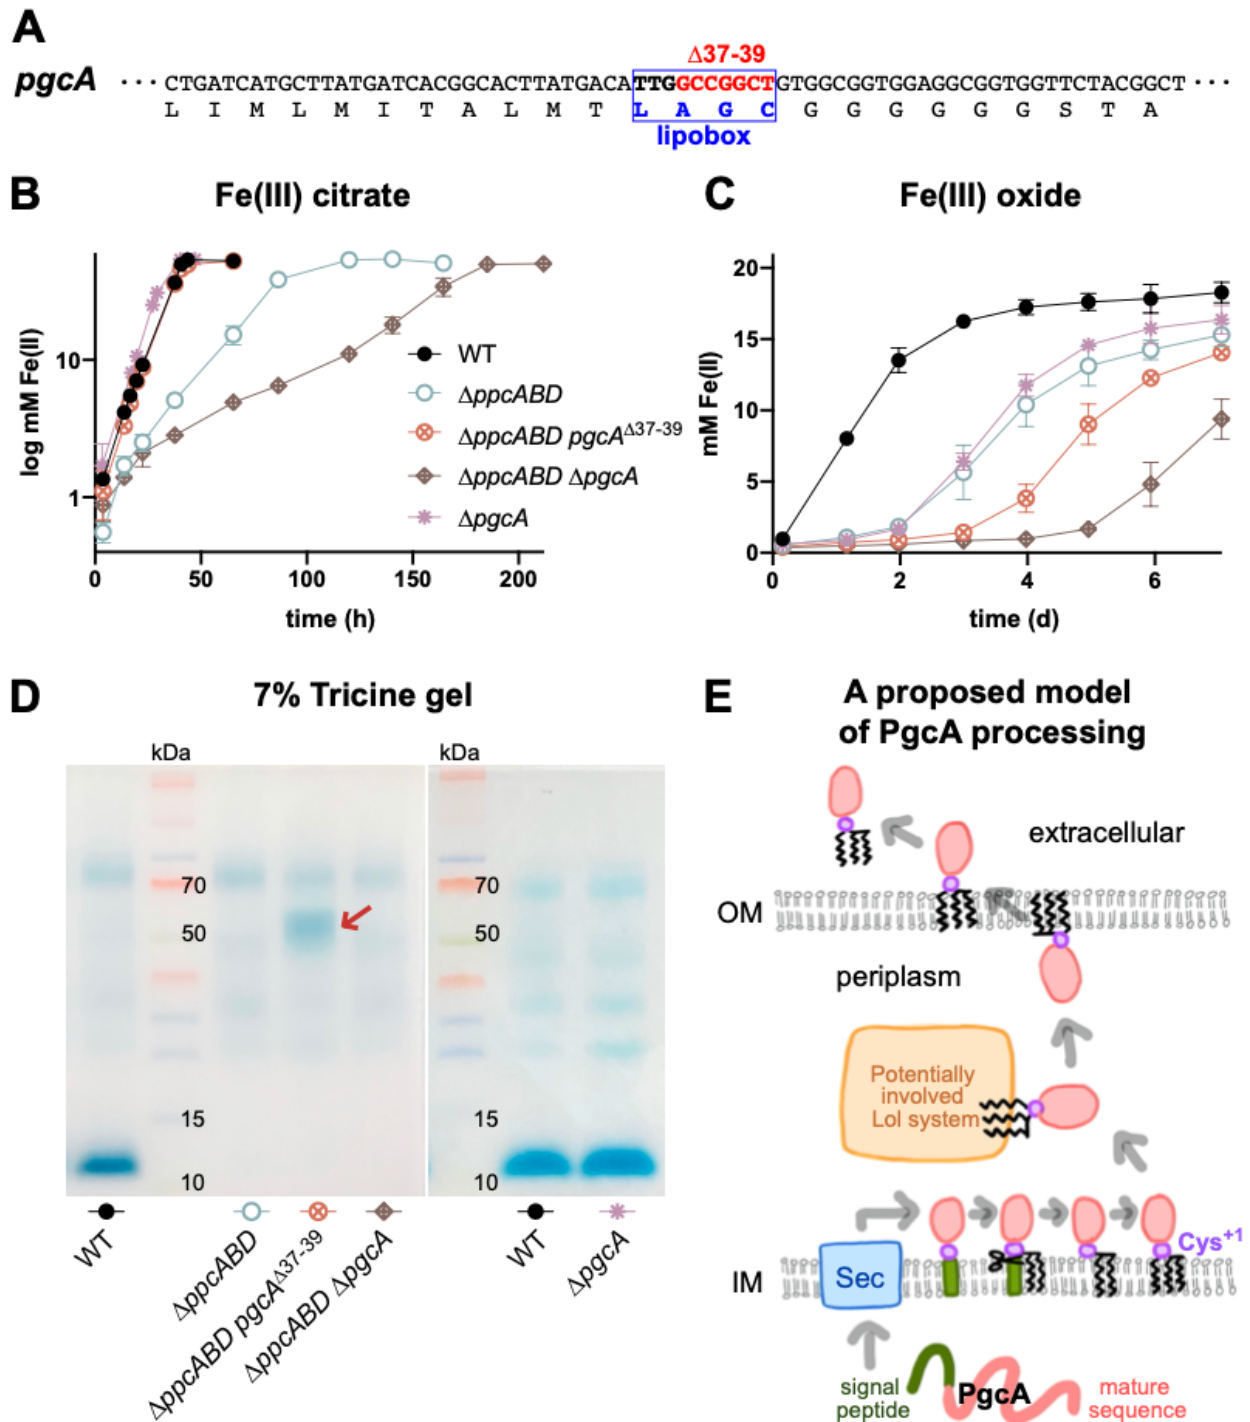 A
Δ37-39
pgcA ··· CTGATCATGCTTATGATCACGGCACTTATGACATTGGCCGGCTGTGGCGGTGGAGGCGGTGGTTCTACGGCT ···
L I M L M I T A L M T L A G C G G G G G G S T A
lipobox
B Fe(III) citrate
log mM Fe(II)
10
1
0 50 100 150 200
time (h)
WT
ΔppcABD
ΔppcABD pgcAΔ37-39
ΔppcABD ΔpgcA
ΔpgcA
C Fe(III) oxide
mM Fe(II)
20
15
10
5
0
0 2 4 6
time (d)
D 7% Tricine gel
kDa kDa
70 70
50 50
15 15
10 10
WT
ΔppcABD
ΔppcABD pgcAΔ37-39
ΔppcABD ΔpgcA
WT
ΔpgcA
E A proposed model
of PgcA processing
extracellular
OM
periplasm
Potentially
involved
Lol system
Cys+1
IM
Sec
signal
peptide
PgcA
mature
sequence